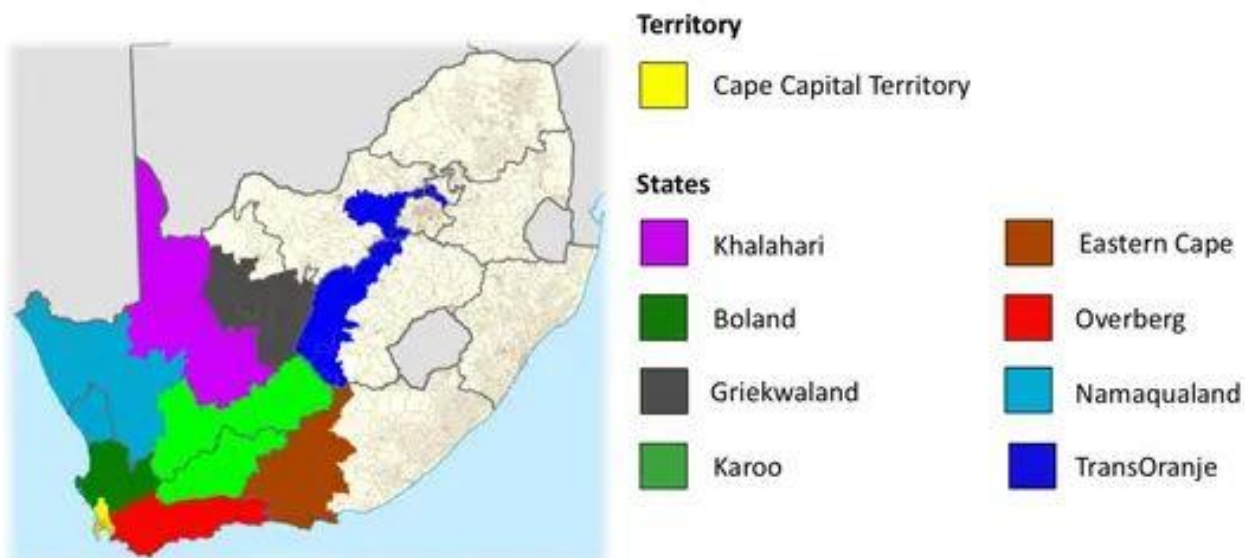 Territory
Cape Capital Territory
States
Khalahari
Eastern Cape
Boland
Overberg
Griekwaland
Namaqualand
Karoo
TransOranje